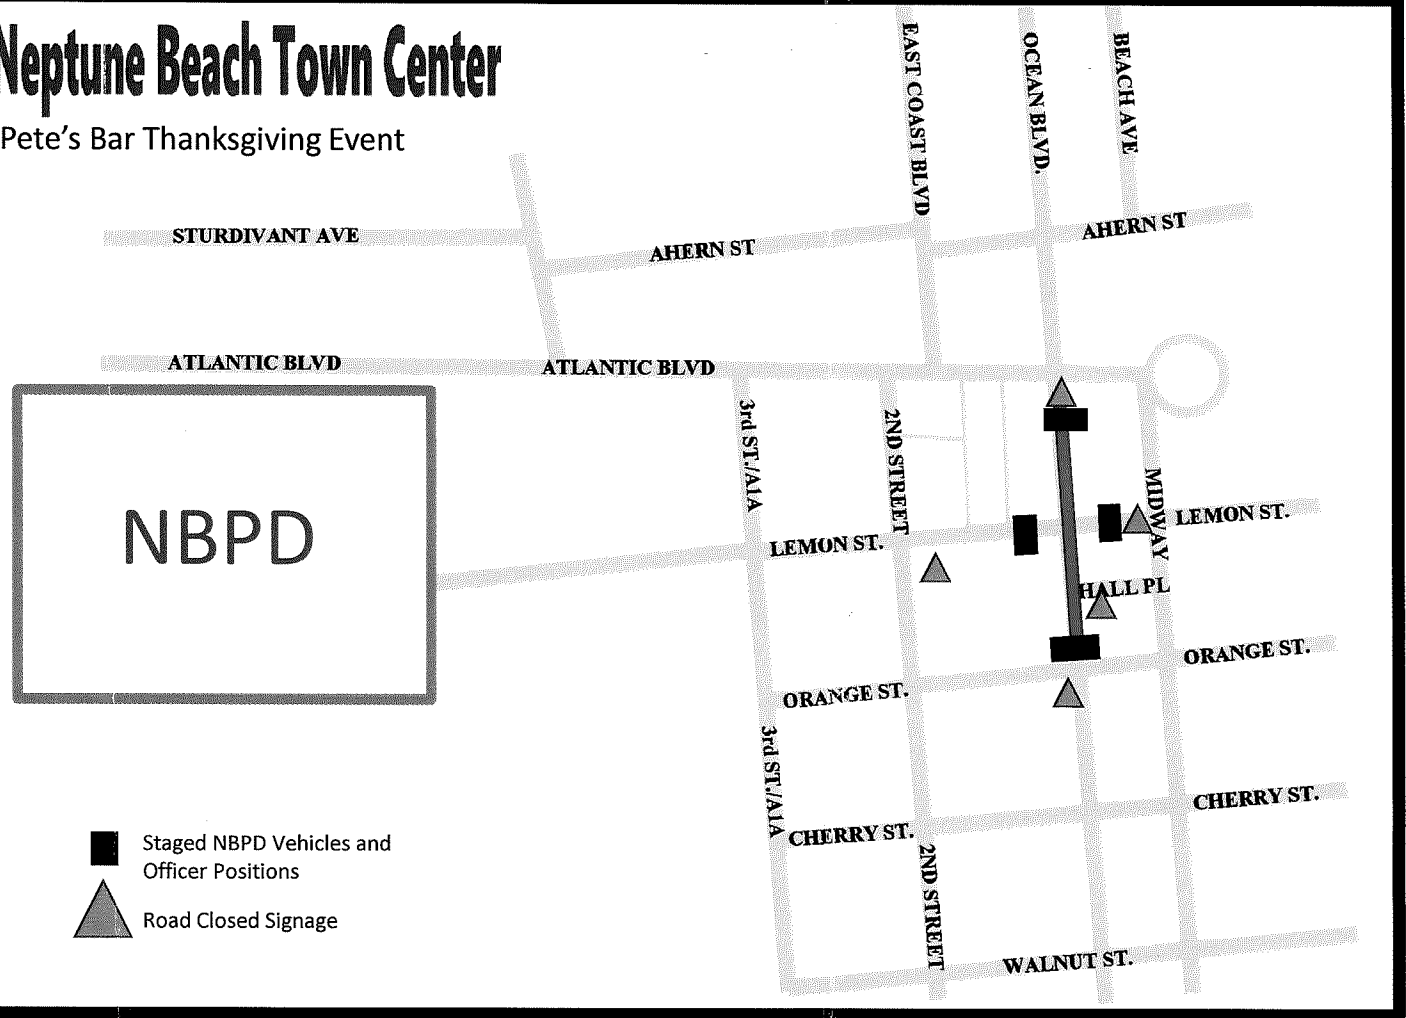 Neptune Beach Town Center
Pete's Bar Thanksgiving Event
EAST COAST BLVD
OCEAN BLVD.
BEACH AVE
STURDIVANT AVE
AHERN ST
AHERN ST
ATLANTIC BLVD
ATLANTIC BLVD
3rd ST./A1A
2ND STREET
MIDWAY
NBPD
LEMON ST.
LEMON ST.
HALL PL
ORANGE ST.
ORANGE ST.
3rd ST./A1A
CHERRY ST.
CHERRY ST.
2ND STREET
WALNUT ST.
Staged NBPD Vehicles and
Officer Positions
Road Closed Signage